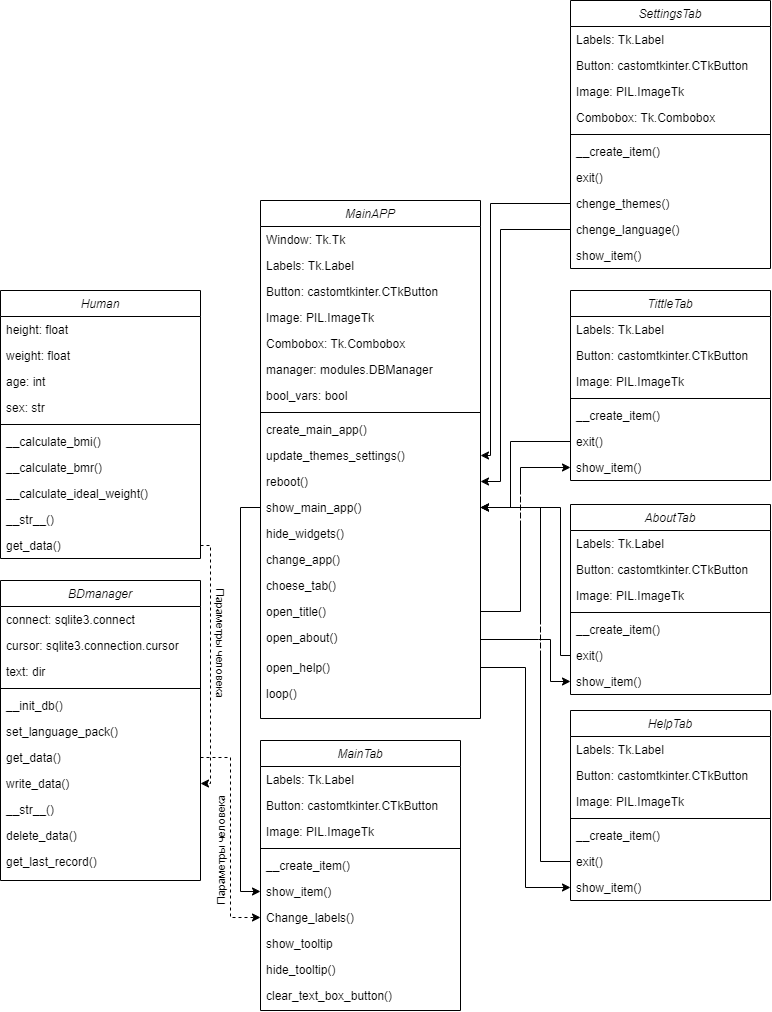 SettingsTab
Labels: Tk.Label
Button: castomtkinter.CTkButton
Image: PIL.ImageTk
Combobox: Tk.Combobox
__create_item()
exit()
chenge_themes()
chenge_language()
show_item()
MainAPP
Window: Tk.Tk
Labels: Tk.Label
Button: castomtkinter.CTkButton
Image: PIL.ImageTk
Combobox: Tk.Combobox
manager: modules.DBManager
bool_vars: bool
create_main_app()
update_themes_settings()
reboot()
show_main_app()
hide_widgets()
change_app()
choese_tab()
open_title()
open_about()
open_help()
loop()
Human
height: float
weight: float
age: int
sex: str
__calculate_bmi()
__calculate_bmr()
__calculate_ideal_weight()
__str__()
get_data()
TittleTab
Labels: Tk.Label
Button: castomtkinter.CTkButton
Image: PIL.ImageTk
__create_item()
exit()
show_item()
AboutTab
Labels: Tk.Label
Button: castomtkinter.CTkButton
Image: PIL.ImageTk
__create_item()
exit()
show_item()
BDmanager
connect: sqlite3.connect
cursor: sqlite3.connection.cursor
text: dir
__init_db()
set_language_pack()
get_data()
write_data()
__str__()
delete_data()
get_last_record()
Параметры человека
Параметры человека
HelpTab
Labels: Tk.Label
Button: castomtkinter.CTkButton
Image: PIL.ImageTk
__create_item()
exit()
show_item()
MainTab
Labels: Tk.Label
Button: castomtkinter.CTkButton
Image: PIL.ImageTk
__create_item()
show_item()
Change_labels()
show_tooltip
hide_tooltip()
clear_text_box_button()